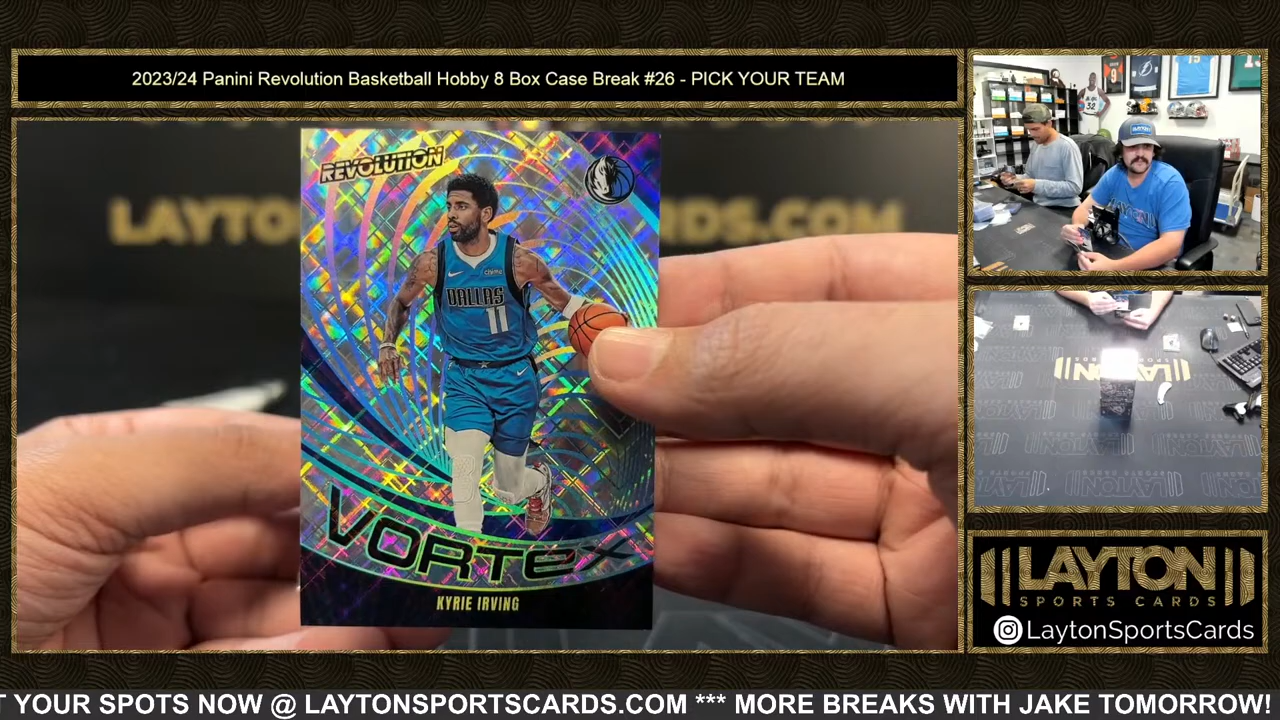 2023/24 Panini Revolution Basketball Hobby 8 Box Case Break #26 - PICK YOUR TEAM
REVOLUTION
DALLAS
11
VORTEX
KYRIE IRVING
32
LAYTON
SPORTS CARDS
LaytonSportsCards
T YOUR SPOTS NOW @ LAYTONSPORTSCARDS.COM *** MORE BREAKS WITH JAKE TOMORROW!